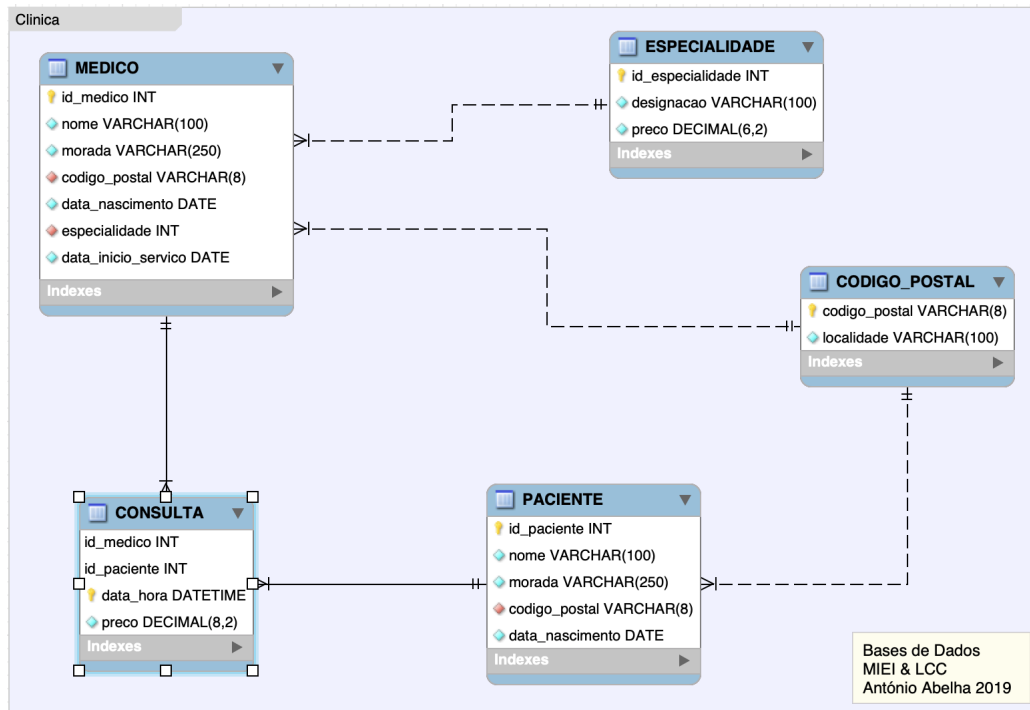 Clinica
MEDICO
id_medico INT
nome VARCHAR(100)
morada VARCHAR(250)
codigo_postal VARCHAR(8)
data_nascimento DATE
especialidade INT
data_inicio_servico DATE
Indexes
ESPECIALIDADE
id_especialidade INT
designacao VARCHAR(100)
preco DECIMAL(6,2)
Indexes
CODIGO_POSTAL
codigo_postal VARCHAR(8)
localidade VARCHAR(100)
Indexes
CONSULTA
id_medico INT
id_paciente INT
data_hora DATETIME
preco DECIMAL(8,2)
Indexes
PACIENTE
id_paciente INT
nome VARCHAR(100)
morada VARCHAR(250)
codigo_postal VARCHAR(8)
data_nascimento DATE
Indexes
Bases de Dados
MIEI & LCC
António Abelha 2019